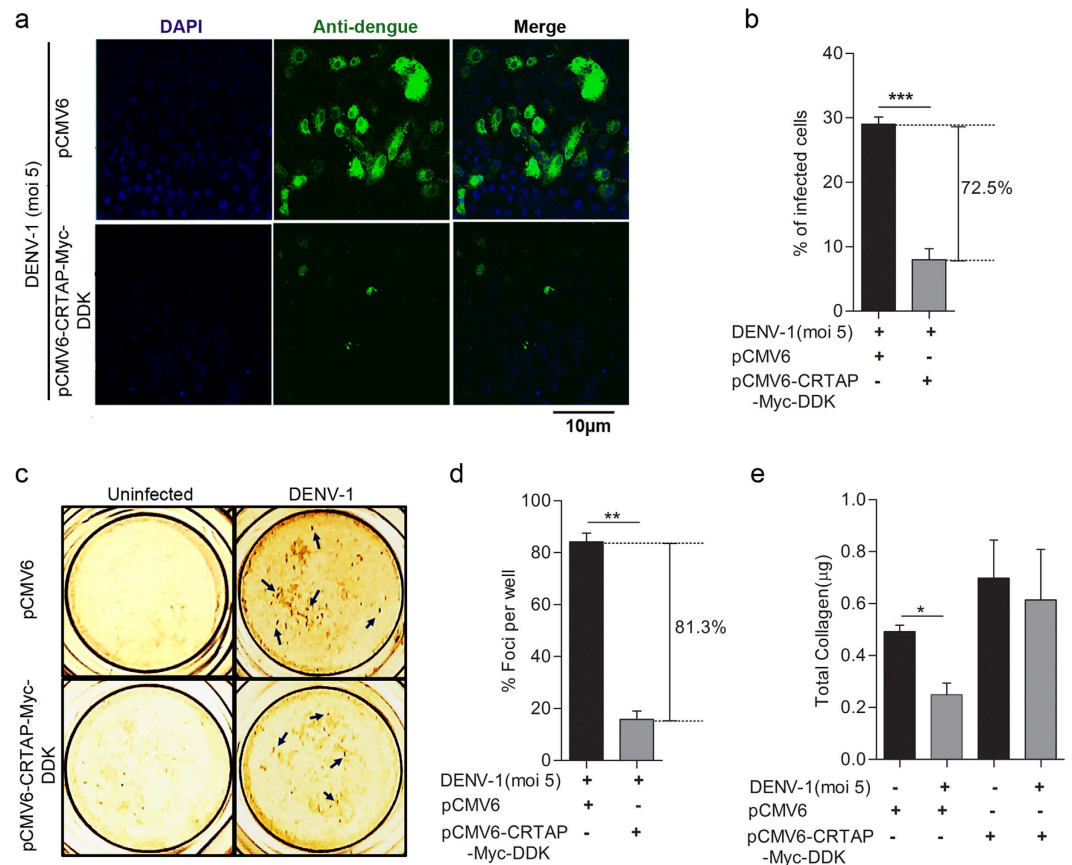 a
DAPI
Anti-dengue
Merge
DENV-1 (moi 5)
pCMV6
pCMV6-CRTAP-Myc-
DDK
10µm
b
% of infected cells
40
30
20
10
0
***
72.5%
DENV-1(moi 5) + +
pCMV6 + -
pCMV6-CRTAP - +
-Myc-DDK
c
Uninfected
DENV-1
pCMV6
pCMV6-CRTAP-Myc-
DDK
d
% Foci per well
100
80
60
40
20
0
**
81.3%
DENV-1(moi 5) + +
pCMV6 + -
pCMV6-CRTAP - +
-Myc-DDK
e
Total Collagen(µg)
1.0
0.8
0.6
0.4
0.2
0.0
*
DENV-1(moi 5) - + - +
pCMV6 + + - -
pCMV6-CRTAP - - + +
-Myc-DDK